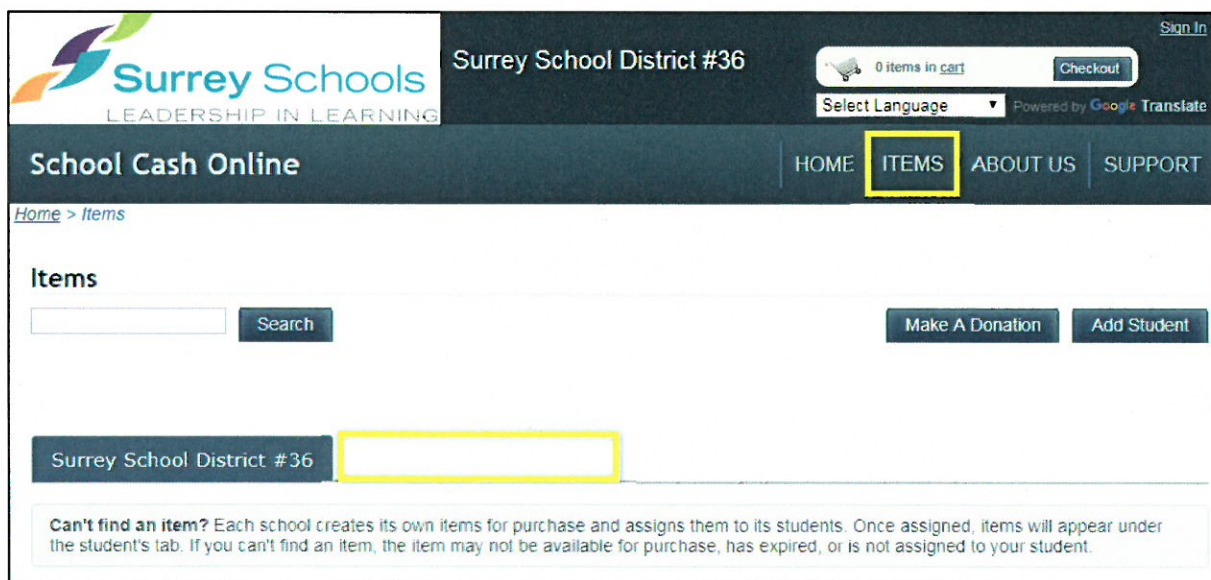 Sign In
Surrey Schools
LEADERSHIP IN LEARNING
Surrey School District #36
0 items in cart
Checkout
Select Language
Powered by Google Translate
School Cash Online
HOME
ITEMS
ABOUT US
SUPPORT
Home > Items
Items
Search
Make A Donation
Add Student
Surrey School District #36
Can't find an item? Each school creates its own items for purchase and assigns them to its students. Once assigned, items will appear under
the student's tab. If you can't find an item, the item may not be available for purchase, has expired, or is not assigned to your student.